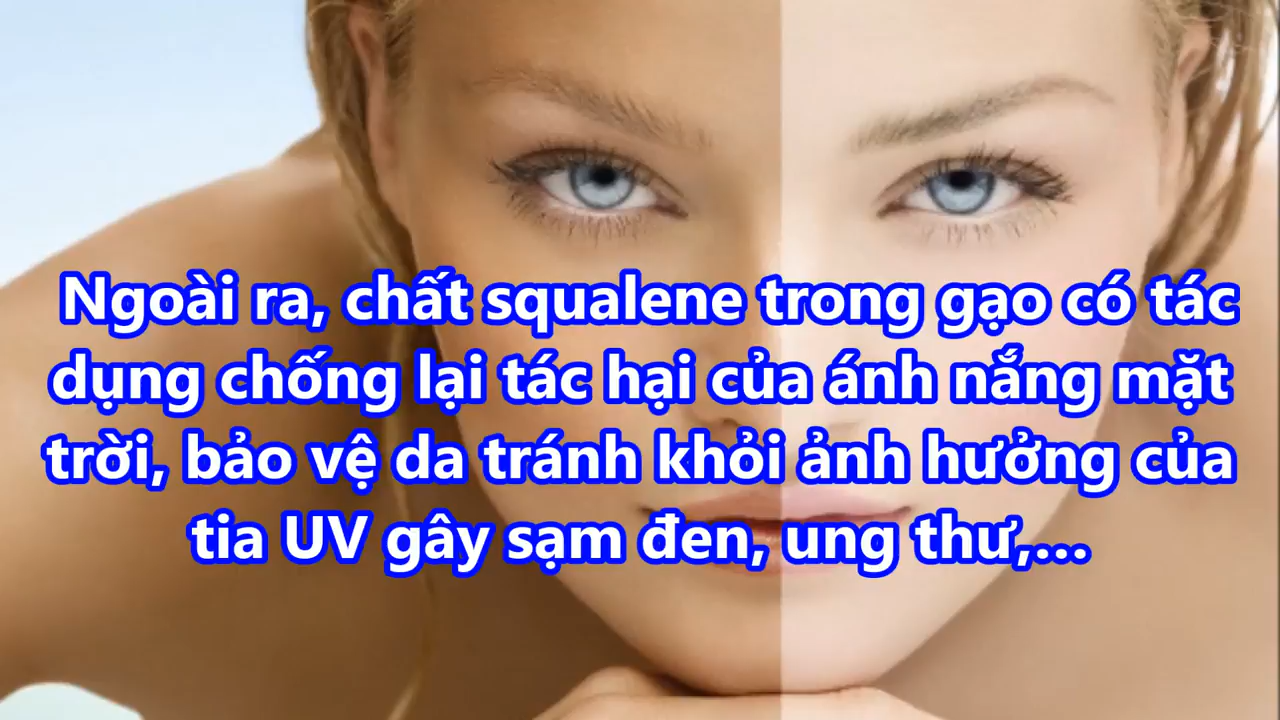 Ngoài ra, chất squalene trong gạo có tác
dụng chống lại tác hại của ánh nắng mặt
trời, bảo vệ da tránh khỏi ảnh hưởng của
tia UV gây sạm đen, ung thư,...